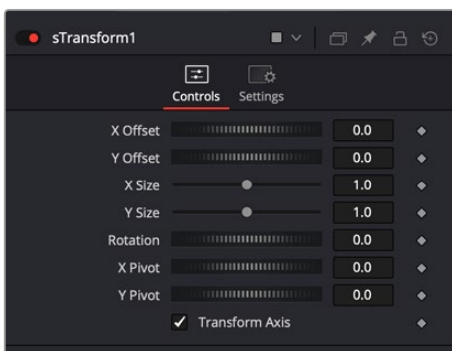 sTransform1
Controls Settings
X Offset 0.0
Y Offset 0.0
X Size 1.0
Y Size 1.0
Rotation 0.0
X Pivot 0.0
Y Pivot 0.0
Transform Axis